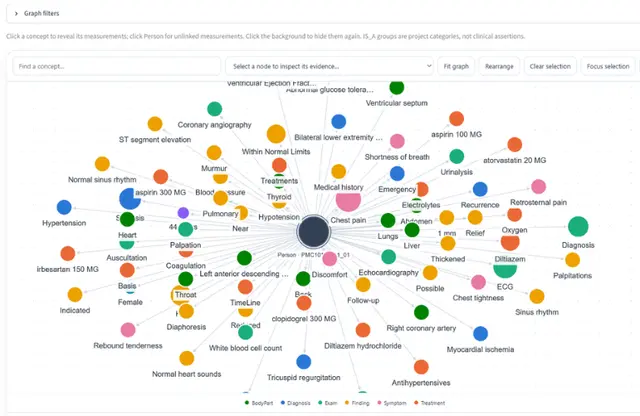 Graph filters
Click a concept to reveal its measurements; click Person for unlinked measurements. Click the background to hide them again. IS_A groups are project categories, not clinical assertions.
Find a concept...
Select a node to inspect its evidence...
Fit graph
Rearrange
Clear selection
Focus selection
Ventricular Ejection Fract...
Abnormal glucose tolera...
Ventricular septum
Coronary angiography
Bilateral lower extremity ...
aspirin 100 MG
ST segment elevation
Within Normal Limits
Shortness of breath
atorvastatin 20 MG
Murmur
Urinalysis
Normal sinus rhythm
Treatments
Medical history
Emergency
aspirin 300 MG
Thyroid
Electrolytes
Recurrence
Retrosternal pain
Hypertension
Pulmonary
Near
Hypotension
Chest pain
Abdomen
1 mm
Relief
Oxygen
Heart
Palpation
Lungs
Liver
Diagnosis
Irbesartan 150 MG
Auscultation
Coagulation
Person
Thickened
Diltiazem
Palpitations
Basis
Left anterior descending ...
Discomfort
Echocardiography
Possible
ECG
Female
Throat
TimeLine
Back
Follow-up
Chest tightness
Sinus rhythm
Indicated
Diaphoresis
clopidogrel 300 MG
Right coronary artery
Rebound tenderness
White blood cell count
Diltiazem hydrochloride
Myocardial ischemia
Normal heart sounds
Tricuspid regurgitation
Antihypertensives
BodyPart
Diagnosis
Exam
Finding
Symptom
Treatment